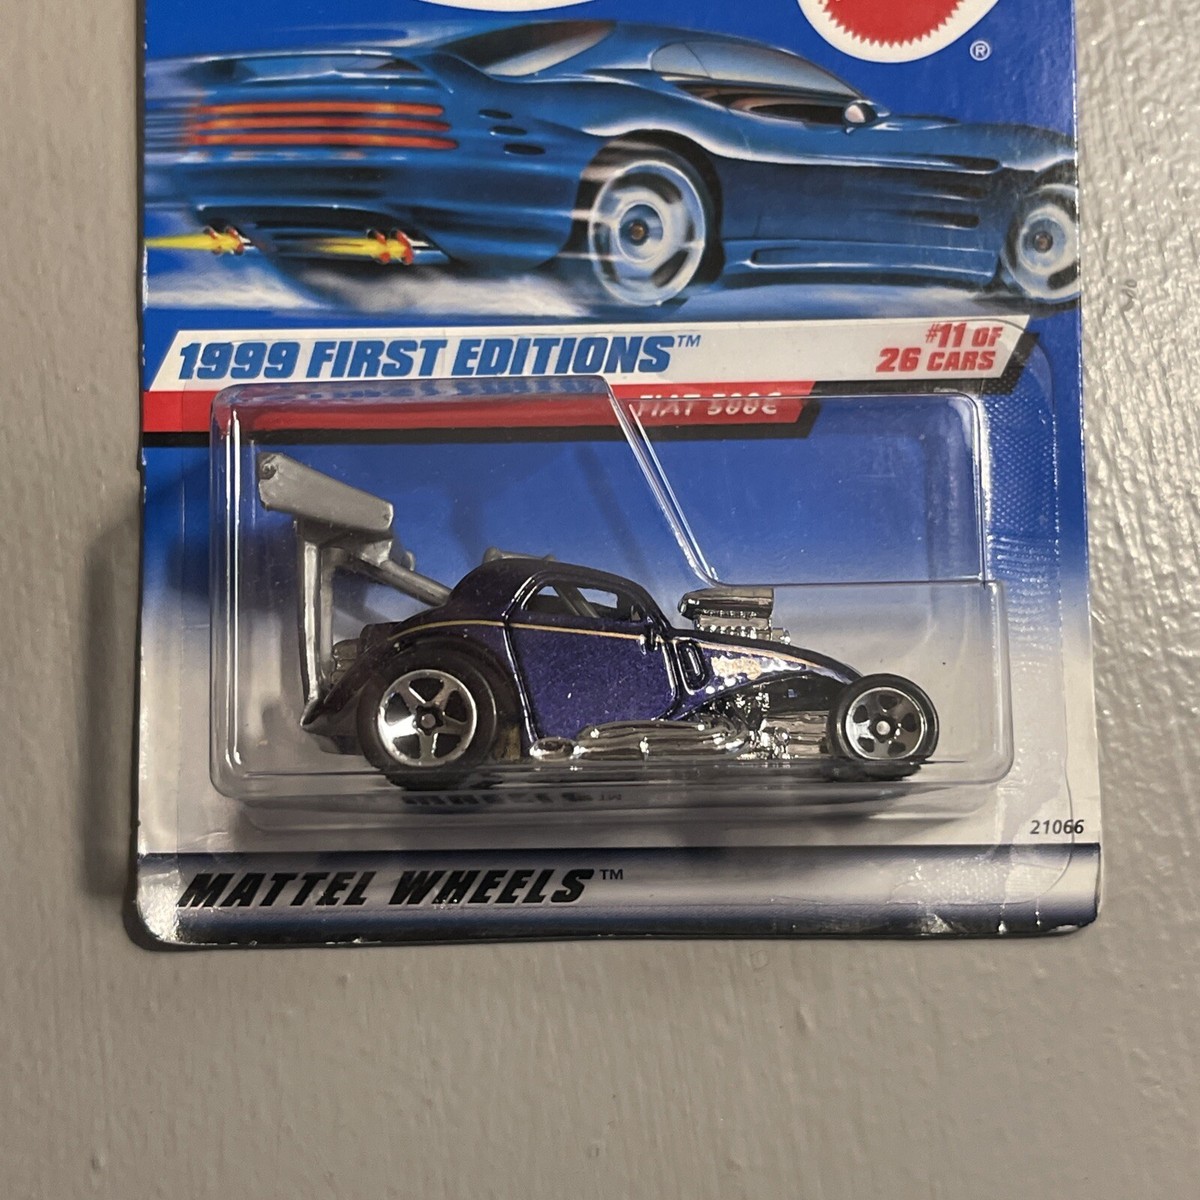 ®
1999 FIRST EDITIONS™
#11 OF
26 CARS
FIAT 500C
21066
MATTEL WHEELS™